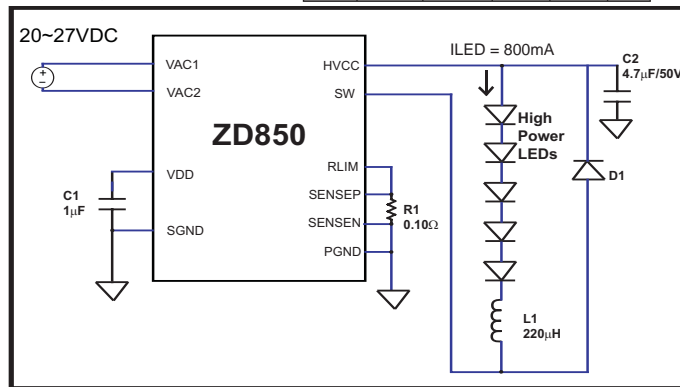 20~27VDC
VAC1
VAC2
VDD
SGND
ZD850
HVCC
SW
RLIM
SENSEP
SENSEN
PGND
C1
1μF
R1
0.10Ω
ILED = 800mA
High
Power
LEDs
L1
220μH
D1
C2
4.7μF/50V